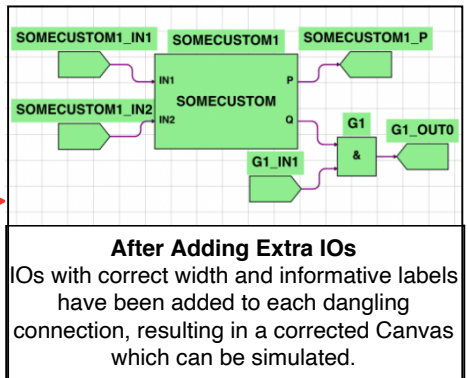 SOMECUSTOM1_IN1
SOMECUSTOM1
SOMECUSTOM1_P
IN1
P
SOMECUSTOM
SOMECUSTOM1_IN2
IN2
Q
G1
G1_OUT0
&
G1_IN1
After Adding Extra IOs
IOs with correct width and informative labels
have been added to each dangling
connection, resulting in a corrected Canvas
which can be simulated.